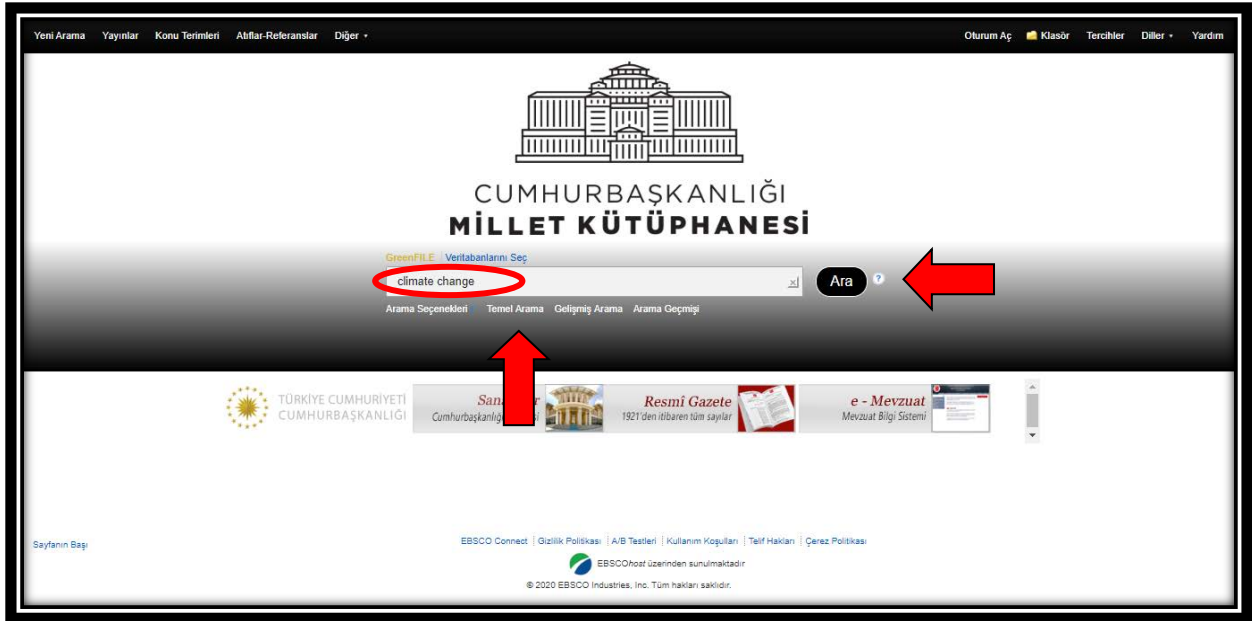 Yeni Arama Yayınlar Konu Terimleri Atıflar-Referanslar Diğer Oturum Aç Klasör Tercihler Diller Yardım
CUMHURBAŞKANLIĞI
MİLLET KÜTÜPHANESİ
GreenFILE Veritabanlarını Seç
climate change x Ara ?
Arama Seçenekleri Temel Arama Gelişmiş Arama Arama Geçmişi
TÜRKİYE CUMHURİYETİ
CUMHURBAŞKANLIĞI
Resmî Gazete
1921'den itibaren tüm sayılar
e - Mevzuat
Mevzuat Bilgi Sistemi
Sayfanın Başı
EBSCO Connect Gizlilik Politikası A/B Testleri Kullanım Koşulları Telif Hakları Çerez Politikası
EBSCOhost üzerinden sunulmaktadır
© 2020 EBSCO Industries, Inc. Tüm hakları saklıdır.